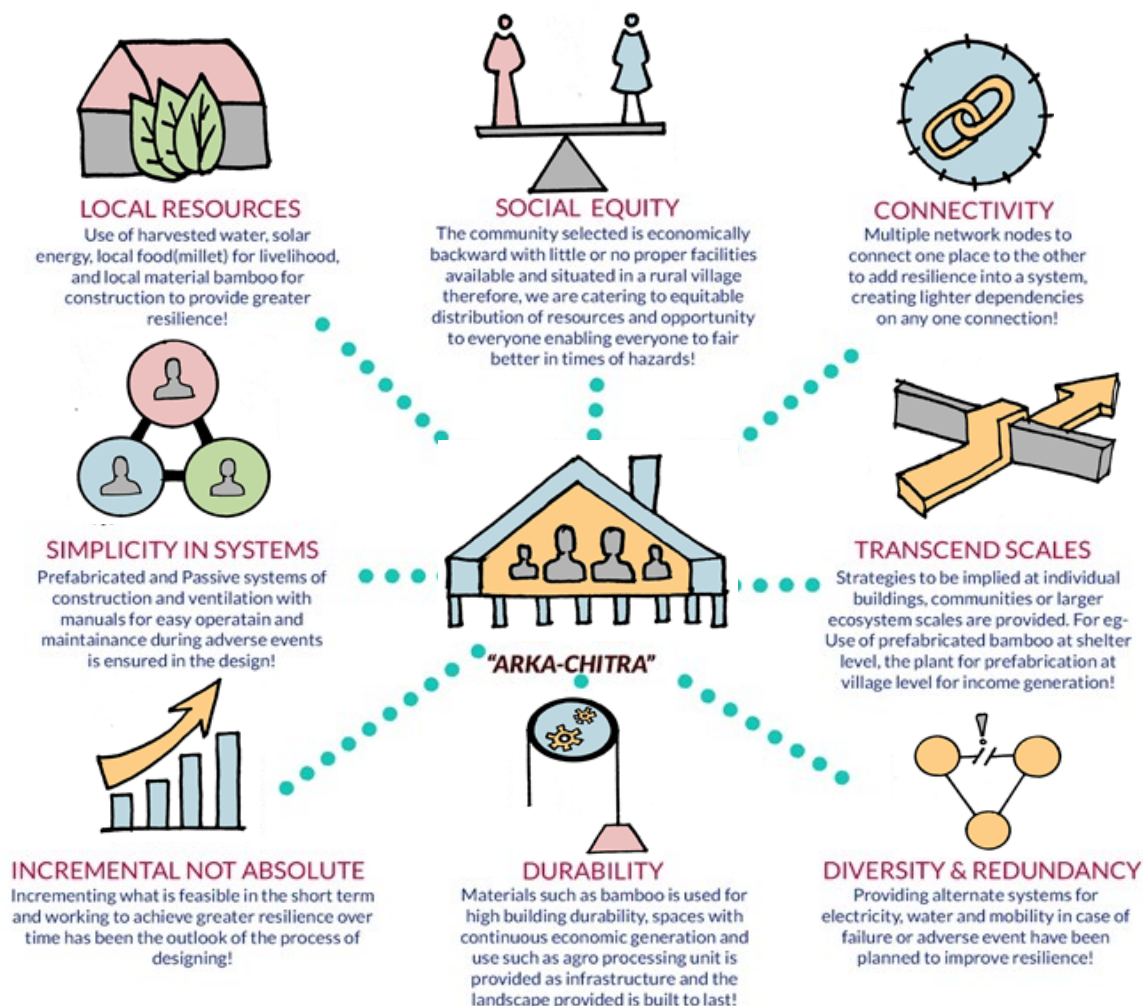 LOCAL RESOURCES
Use of harvested water, solar
energy, local food(millet) for livelihood,
and local material bamboo for
construction to provide greater
resilience!
SOCIAL EQUITY
The community selected is economically
backward with little or no proper facilities
available and situated in a rural village
therefore, we are catering to equitable
distribution of resources and opportunity
to everyone enabling everyone to fair
better in times of hazards!
CONNECTIVITY
Multiple network nodes to
connect one place to the other
to add resilience into a system,
creating lighter dependencies
on any one connection!
SIMPLICITY IN SYSTEMS
Prefabricated and Passive systems of
construction and ventilation with
manuals for easy operatain and
maintainance during adverse events
is ensured in the design!
"ARKA-CHITRA"
TRANSCEND SCALES
Strategies to be implied at individual
buildings, communities or larger
ecosystem scales are provided. For eg-
Use of prefabricated bamboo at shelter
level, the plant for prefabrication at
village level for income generation!
INCREMENTAL NOT ABSOLUTE
Incrementing what is feasible in the short term
and working to achieve greater resilience over
time has been the outlook of the process of
designing!
DURABILITY
Materials such as bamboo is used for
high building durability, spaces with
continuous economic generation and
use such as agro processing unit is
provided as infrastructure and the
landscape provided is built to last!
DIVERSITY & REDUNDANCY
Providing alternate systems for
electricity, water and mobility in case of
failure or adverse event have been
planned to improve resilience!